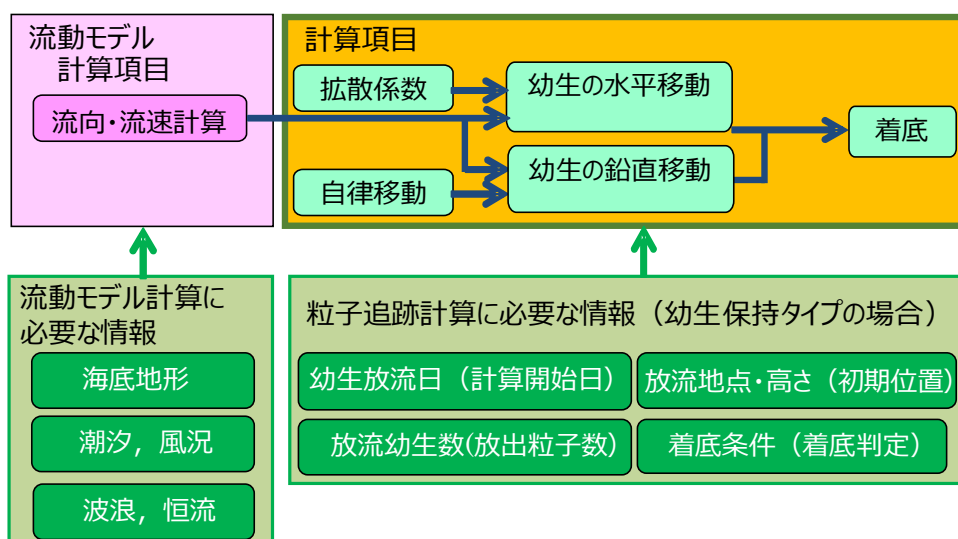 流動モデル
計算項目
流向・流速計算
計算項目
拡散係数
幼生の水平移動
着底
幼生の鉛直移動
自律移動
流動モデル計算に
必要な情報
海底地形
潮汐，風況
波浪，恒流
粒子追跡計算に必要な情報（幼生保持タイプの場合）
幼生放流日（計算開始日）
放流地点・高さ（初期位置）
放流幼生数(放出粒子数)
着底条件（着底判定）